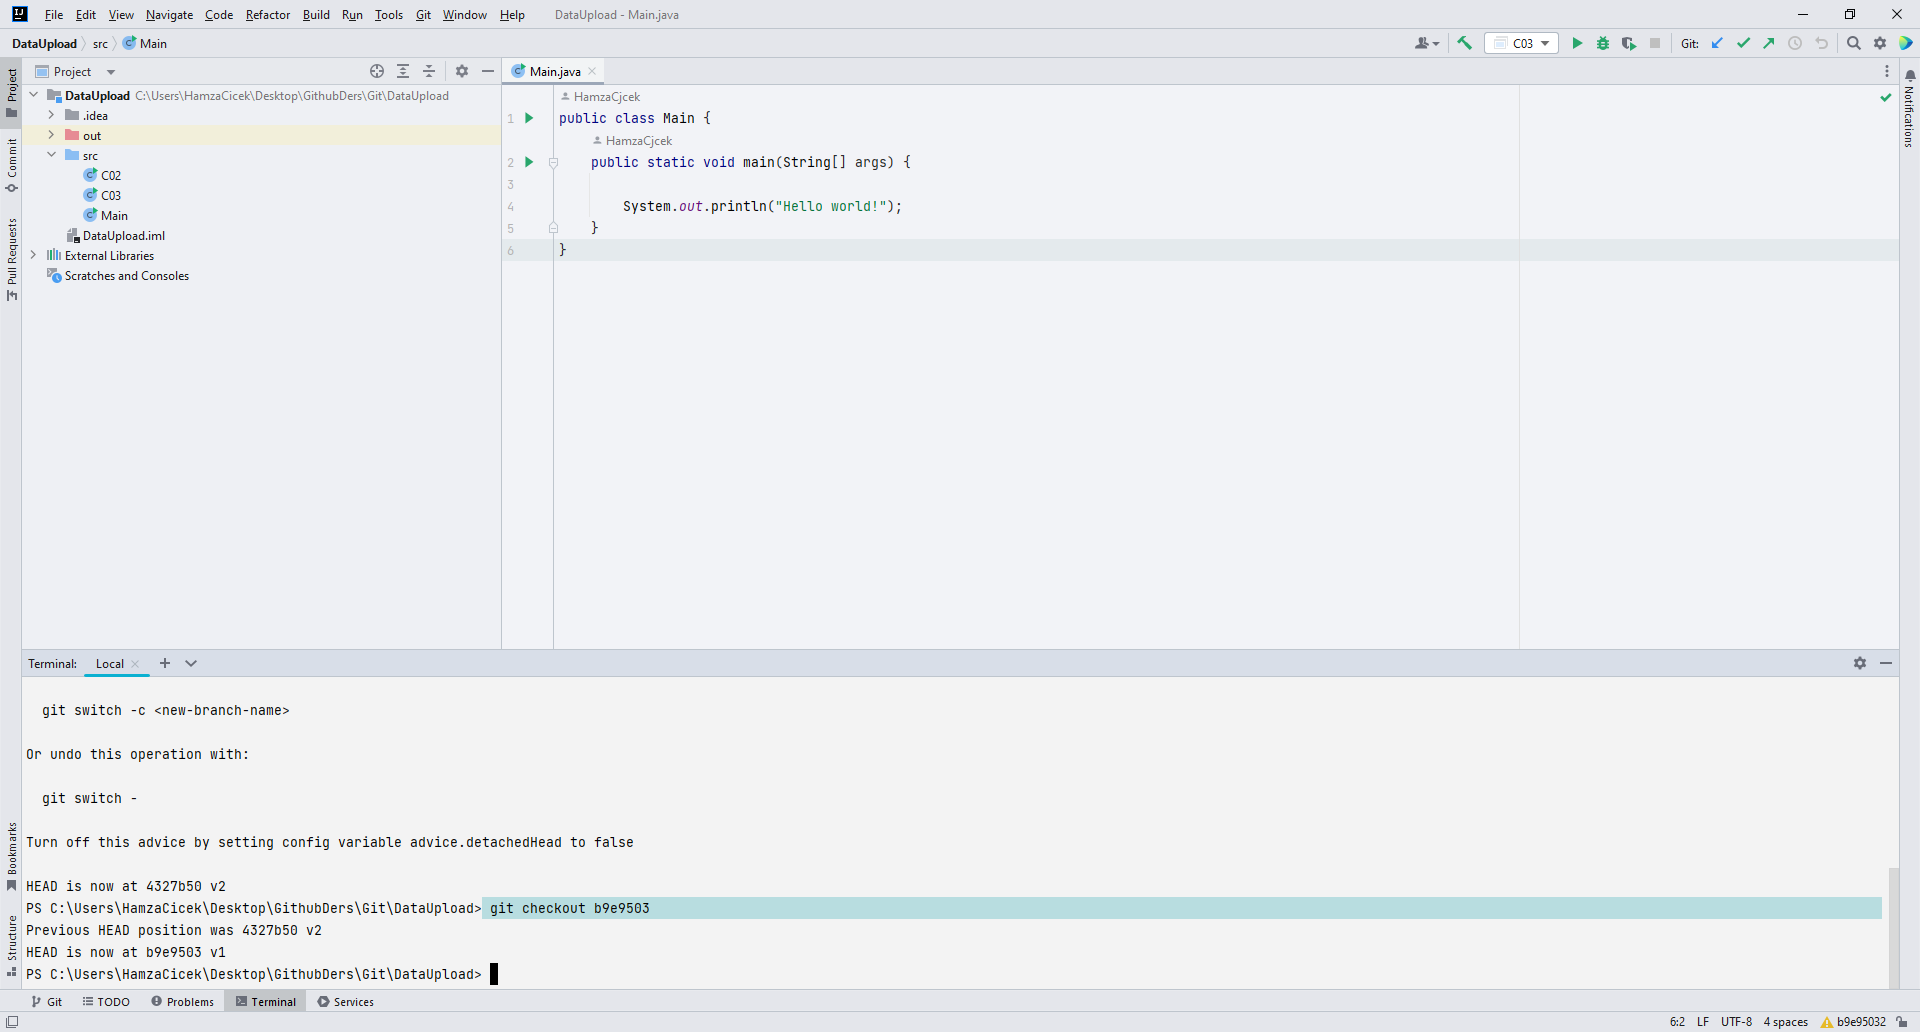 File Edit View Navigate Code Refactor Build Run Tools Git Window Help DataUpload - Main.java
DataUpload src Main C03 Git:
Project
Main.java
DataUpload C:\Users\HamzaCicek\Desktop\GithubDers\Git\DataUpload
.idea
out
src
C02
C03
Main
DataUpload.iml
External Libraries
Scratches and Consoles
Project
Commit
Pull Requests
Bookmarks
Structure
HamzaCjcek
1 public class Main {
HamzaCjcek
2 public static void main(String[] args) {
3
4 System.out.println("Hello world!");
5 }
6 }
Notifications
Terminal: Local
git switch -c <new-branch-name>
Or undo this operation with:
git switch -
Turn off this advice by setting config variable advice.detachedHead to false
HEAD is now at 4327b50 v2
PS C:\Users\HamzaCicek\Desktop\GithubDers\Git\DataUpload> git checkout b9e9503
Previous HEAD position was 4327b50 v2
HEAD is now at b9e9503 v1
PS C:\Users\HamzaCicek\Desktop\GithubDers\Git\DataUpload>
Git TODO Problems Terminal Services
6:2 LF UTF-8 4 spaces b9e95032